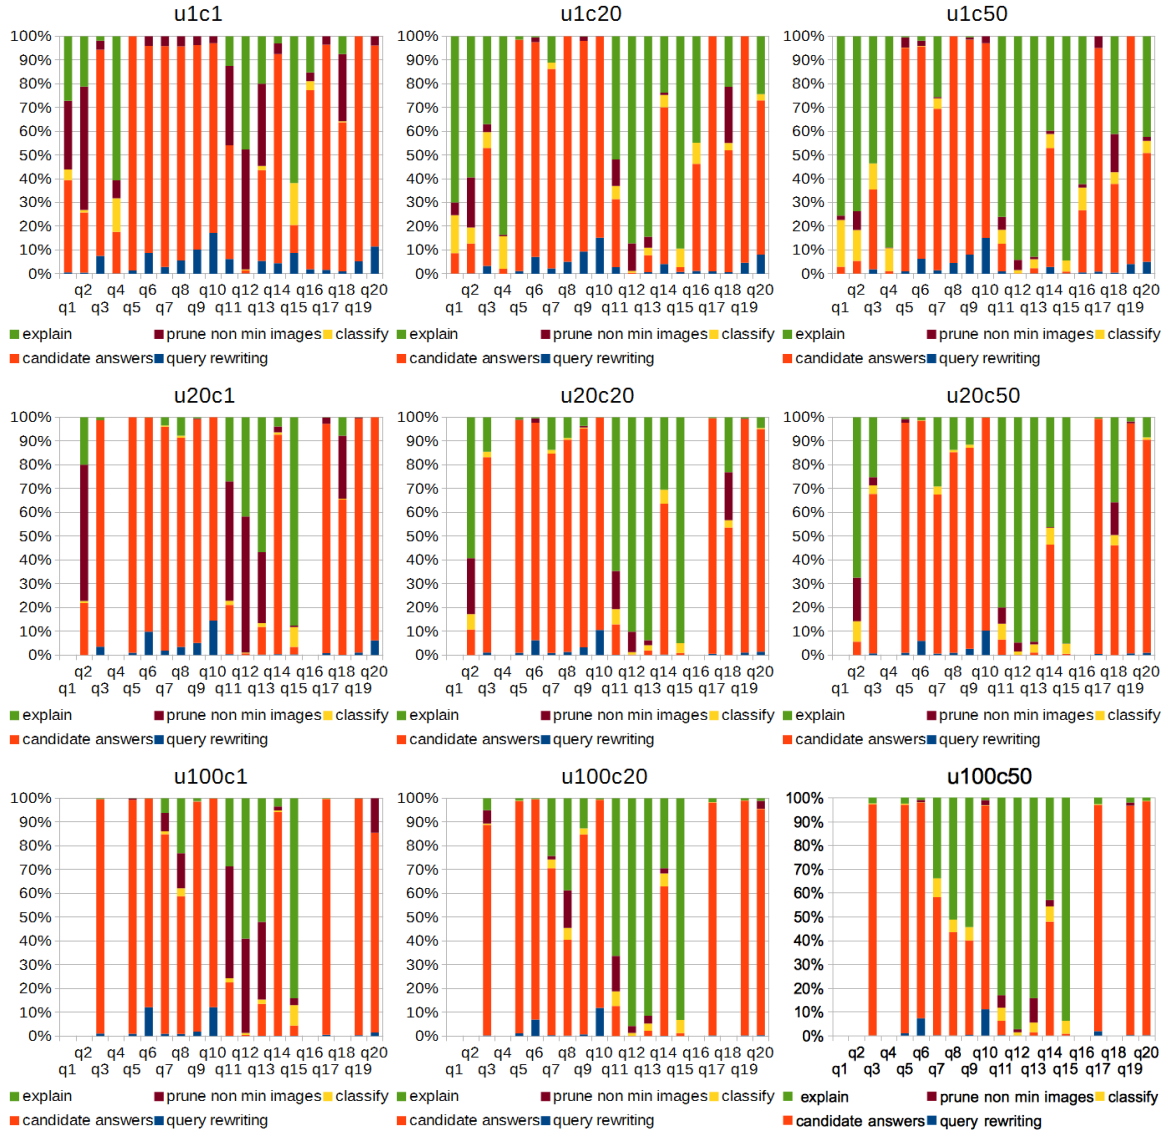 u1c1
100%
90%
80%
70%
60%
50%
40%
30%
20%
10%
0%
q2 q4 q6 q8 q10 q12 q14 q16 q18 q20
q1 q3 q5 q7 q9 q11 q13 q15 q17 q19
explain prune non min images classify
candidate answers query rewriting
u1c20
100%
90%
80%
70%
60%
50%
40%
30%
20%
10%
0%
q2 q4 q6 q8 q10 q12 q14 q16 q18 q20
q1 q3 q5 q7 q9 q11 q13 q15 q17 q19
explain prune non min images classify
candidate answers query rewriting
u1c50
100%
90%
80%
70%
60%
50%
40%
30%
20%
10%
0%
q2 q4 q6 q8 q10 q12 q14 q16 q18 q20
q1 q3 q5 q7 q9 q11 q13 q15 q17 q19
explain prune non min images classify
candidate answers query rewriting
u20c1
100%
90%
80%
70%
60%
50%
40%
30%
20%
10%
0%
q2 q4 q6 q8 q10 q12 q14 q16 q18 q20
q1 q3 q5 q7 q9 q11 q13 q15 q17 q19
explain prune non min images classify
candidate answers query rewriting
u20c20
100%
90%
80%
70%
60%
50%
40%
30%
20%
10%
0%
q2 q4 q6 q8 q10 q12 q14 q16 q18 q20
q1 q3 q5 q7 q9 q11 q13 q15 q17 q19
explain prune non min images classify
candidate answers query rewriting
u20c50
100%
90%
80%
70%
60%
50%
40%
30%
20%
10%
0%
q2 q4 q6 q8 q10 q12 q14 q16 q18 q20
q1 q3 q5 q7 q9 q11 q13 q15 q17 q19
explain prune non min images classify
candidate answers query rewriting
u100c1
100%
90%
80%
70%
60%
50%
40%
30%
20%
10%
0%
q2 q4 q6 q8 q10 q12 q14 q16 q18 q20
q1 q3 q5 q7 q9 q11 q13 q15 q17 q19
explain prune non min images classify
candidate answers query rewriting
u100c20
100%
90%
80%
70%
60%
50%
40%
30%
20%
10%
0%
q2 q4 q6 q8 q10 q12 q14 q16 q18 q20
q1 q3 q5 q7 q9 q11 q13 q15 q17 q19
explain prune non min images classify
candidate answers query rewriting
u100c50
100%
90%
80%
70%
60%
50%
40%
30%
20%
10%
0%
q2 q4 q6 q8 q10 q12 q14 q16 q18 q20
q1 q3 q5 q7 q9 q11 q13 q15 q17 q19
explain prune non min images classify
candidate answers query rewriting